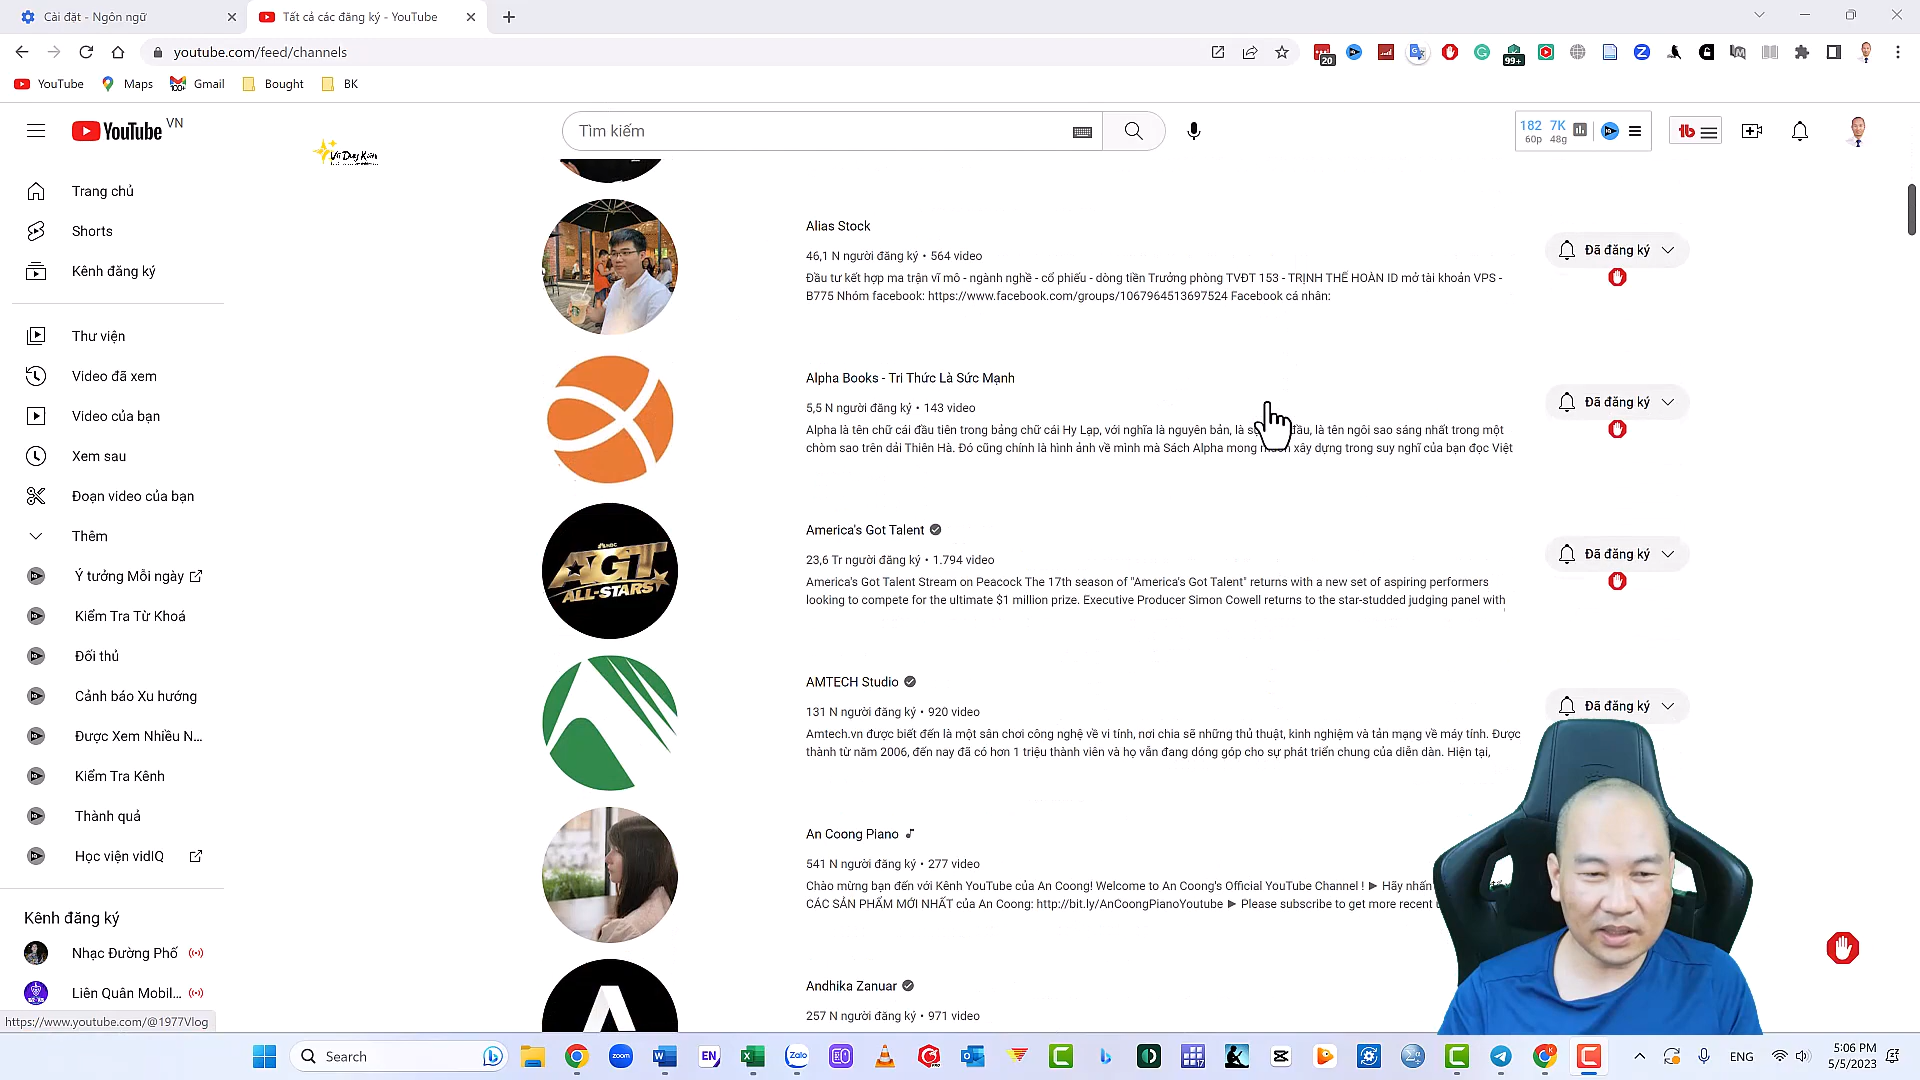 Cài đặt - Ngôn ngữ
Tất cả các đăng ký - YouTube
youtube.com/feed/channels
20
99+
YouTube
Maps
Gmail
Bought
BK
YouTube VN
Vũ Duy Kiên
Tìm kiếm
182 7K
60p 48g
Trang chủ
Shorts
Kênh đăng ký
Thư viện
Video đã xem
Video của bạn
Xem sau
Đoạn video của bạn
Thêm
Ý tưởng Mỗi ngày
Kiểm Tra Từ Khoá
Đối thủ
Cảnh báo Xu hướng
Được Xem Nhiều N...
Kiểm Tra Kênh
Thành quả
Học viện vidIQ
Kênh đăng ký
Nhạc Đường Phố
Liên Quân Mobil...
https://www.youtube.com/@1977Vlog
Alias Stock
46,1 N người đăng ký • 564 video
Đầu tư kết hợp ma trận vĩ mô - ngành nghề - cổ phiếu - dòng tiền Trưởng phòng TVĐT 153 - TRỊNH THẾ HOÀN ID mở tài khoản VPS -
B775 Nhóm facebook: https://www.facebook.com/groups/1067964513697524 Facebook cá nhân:
Đã đăng ký
Alpha Books - Tri Thức Là Sức Mạnh
5,5 N người đăng ký • 143 video
Alpha là tên chữ cái đầu tiên trong bảng chữ cái Hy Lạp, với nghĩa là nguyên bản, là đầu, là tên ngôi sao sáng nhất trong một
chòm sao trên dải Thiên Hà. Đó cũng chính là hình ảnh về mình mà Sách Alpha mong muốn xây dựng trong suy nghĩ của bạn đọc Việt
Đã đăng ký
AGT
ALL-STARS
America's Got Talent
23,6 Tr người đăng ký • 1.794 video
America's Got Talent Stream on Peacock The 17th season of "America's Got Talent" returns with a new set of aspiring performers
looking to compete for the ultimate $1 million prize. Executive Producer Simon Cowell returns to the star-studded judging panel with
Đã đăng ký
AMTECH Studio
131 N người đăng ký • 920 video
Amtech.vn được biết đến là một sân chơi công nghệ về vi tính, nơi chia sẽ những thủ thuật, kinh nghiệm và tản mạng về máy tính. Được
thành từ năm 2006, đến nay đã có hơn 1 triệu thành viên và họ vẫn đang dóng góp cho sự phát triển chung của diễn dàn. Hiện tại,
Đã đăng ký
An Coong Piano
541 N người đăng ký • 277 video
Chào mừng bạn đến với Kênh YouTube của An Coong! Welcome to An Coong's Official YouTube Channel ! ► Hãy nhấn
CÁC SẢN PHẨM MỚI NHẤT của An Coong: http://bit.ly/AnCoongPianoYoutube ► Please subscribe to get more recent
Andhika Zanuar
257 N người đăng ký • 971 video
Search
zoom
EN
Zalo
ENG
5:06 PM
5/5/2023